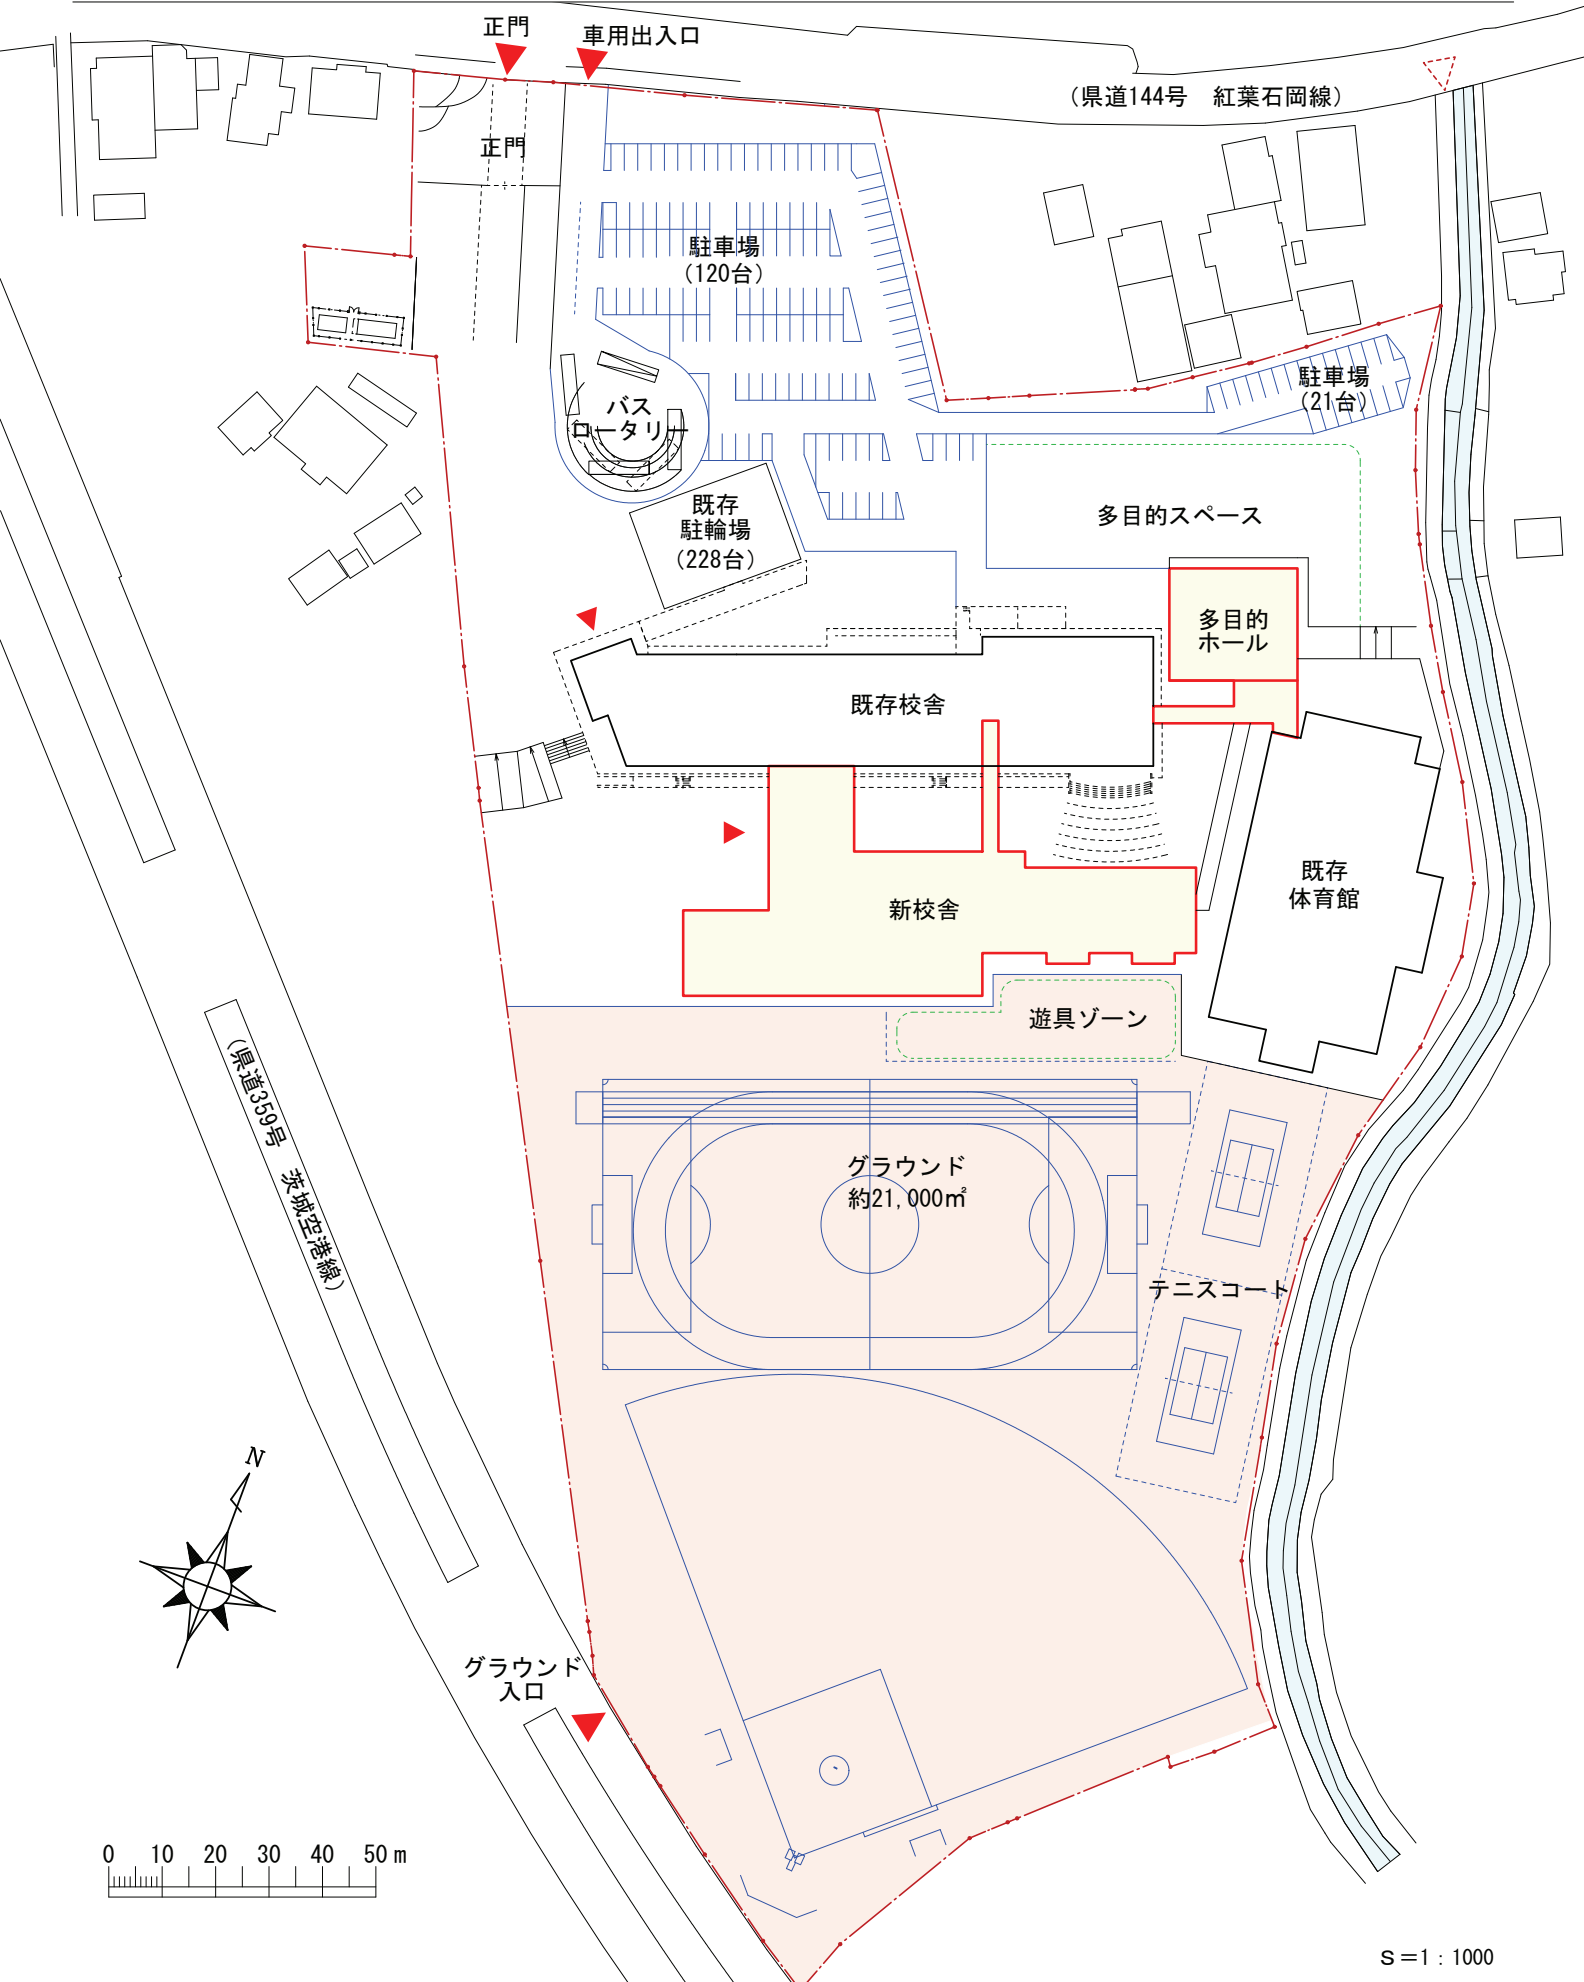 正門
車用出入口
（県道144号　紅葉石岡線）
正門
駐車場
（120台）
駐車場
（21台）
バス
ロータリー
既存
駐輪場
（228台）
多目的スペース
多目的
ホール
既存校舎
既存
体育館
新校舎
遊具ゾーン
（県道359号　茨城空港線）
グラウンド
約21,000㎡
テニスコート
N
グラウンド
入口
0 10 20 30 40 50 m
S＝1：1000